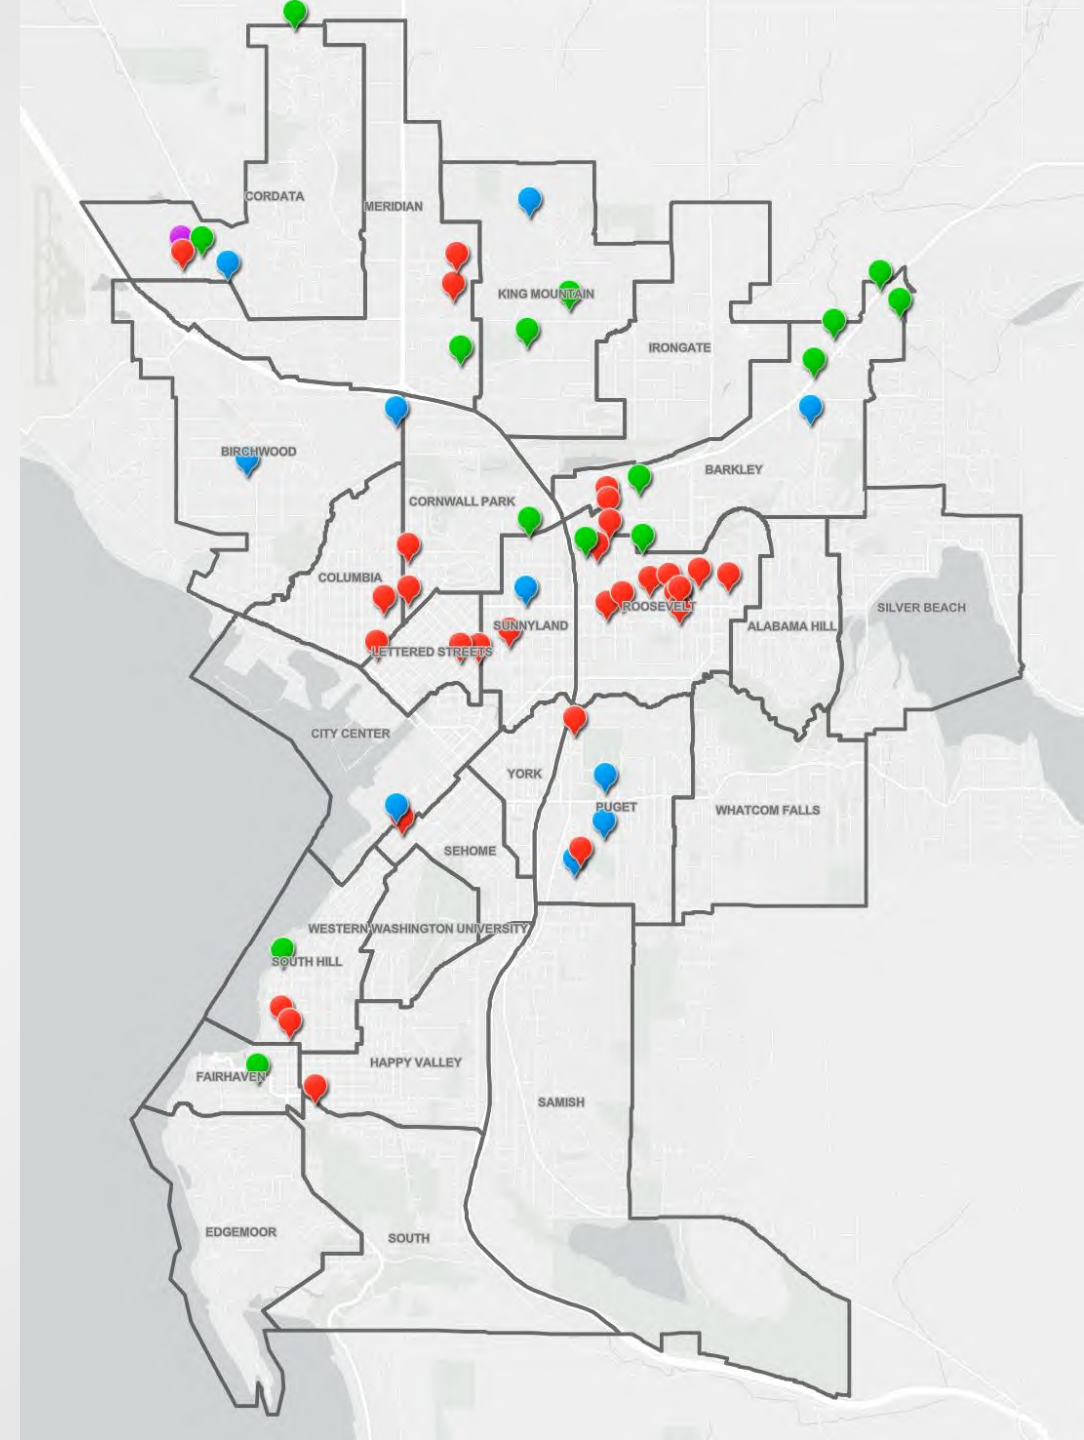 CORDATA
MERIDIAN
KING MOUNTAIN
IRONGATE
BIRCHWOOD
BARKLEY
CORNWALL PARK
COLUMBIA
ROOSEVELT
SILVER BEACH
SUNNYLAND
ALABAMA HILL
LETTERED STREETS
CITY CENTER
YORK
PUGET
WHATCOM FALLS
SEHOME
WESTERN WASHINGTON UNIVERSITY
SOUTH HILL
HAPPY VALLEY
FAIRHAVEN
SAMISH
EDGEMOOR
SOUTH